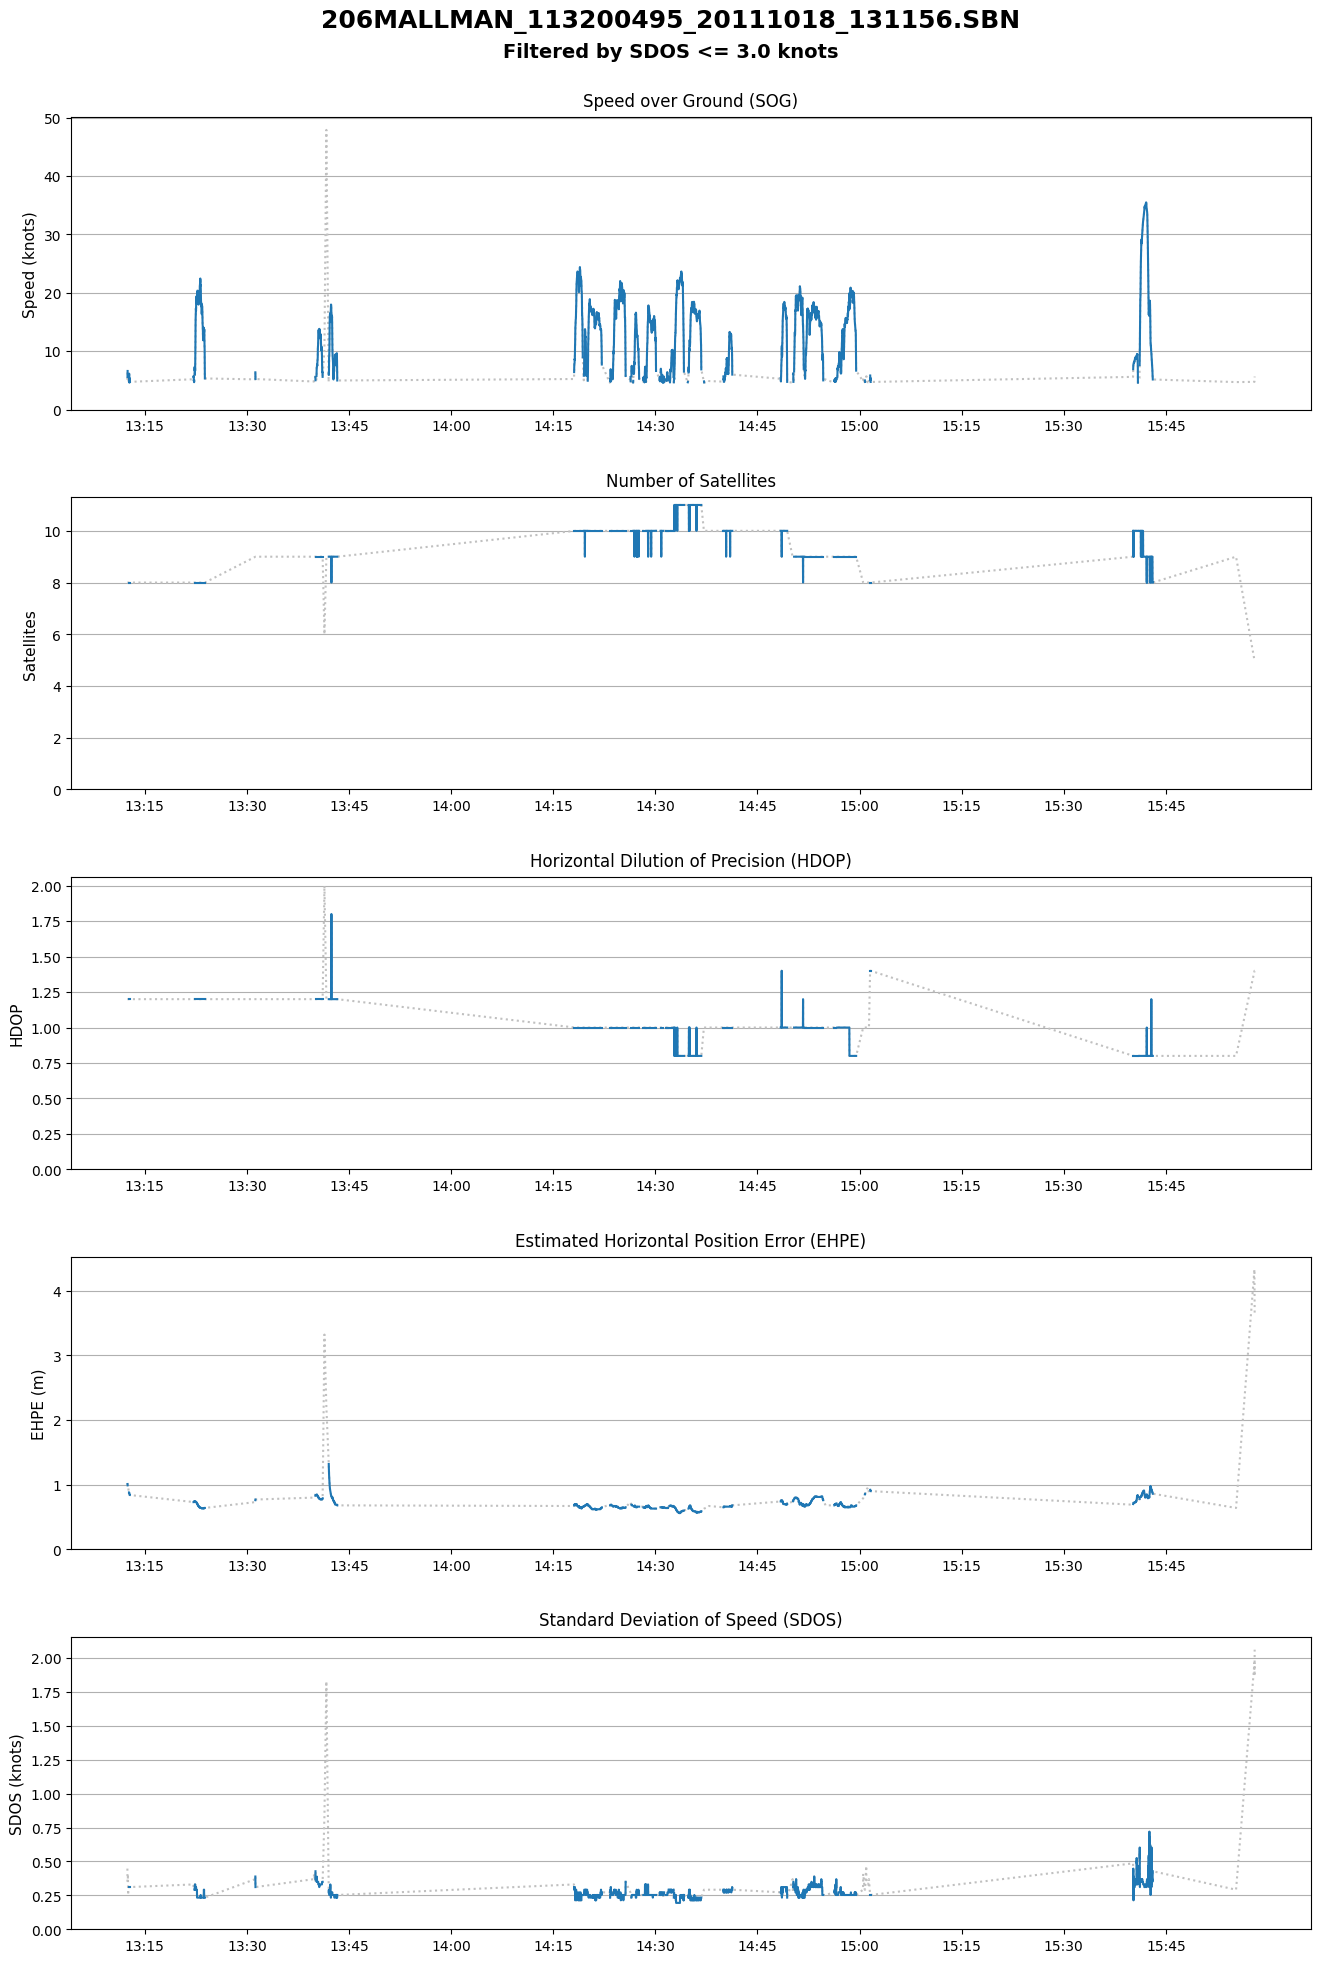 206MALLMAN_113200495_20111018_131156.SBN
Filtered by SDOS <= 3.0 knots
Speed over Ground (SOG)
50
40
30
20
10
0
Speed (knots)
13:15 13:30 13:45 14:00 14:15 14:30 14:45 15:00 15:15 15:30 15:45
Number of Satellites
10
8
6
4
2
0
Satellites
13:15 13:30 13:45 14:00 14:15 14:30 14:45 15:00 15:15 15:30 15:45
Horizontal Dilution of Precision (HDOP)
2.00
1.75
1.50
1.25
1.00
0.75
0.50
0.25
0.00
HDOP
13:15 13:30 13:45 14:00 14:15 14:30 14:45 15:00 15:15 15:30 15:45
Estimated Horizontal Position Error (EHPE)
4
3
2
1
0
EHPE (m)
13:15 13:30 13:45 14:00 14:15 14:30 14:45 15:00 15:15 15:30 15:45
Standard Deviation of Speed (SDOS)
2.00
1.75
1.50
1.25
1.00
0.75
0.50
0.25
0.00
SDOS (knots)
13:15 13:30 13:45 14:00 14:15 14:30 14:45 15:00 15:15 15:30 15:45